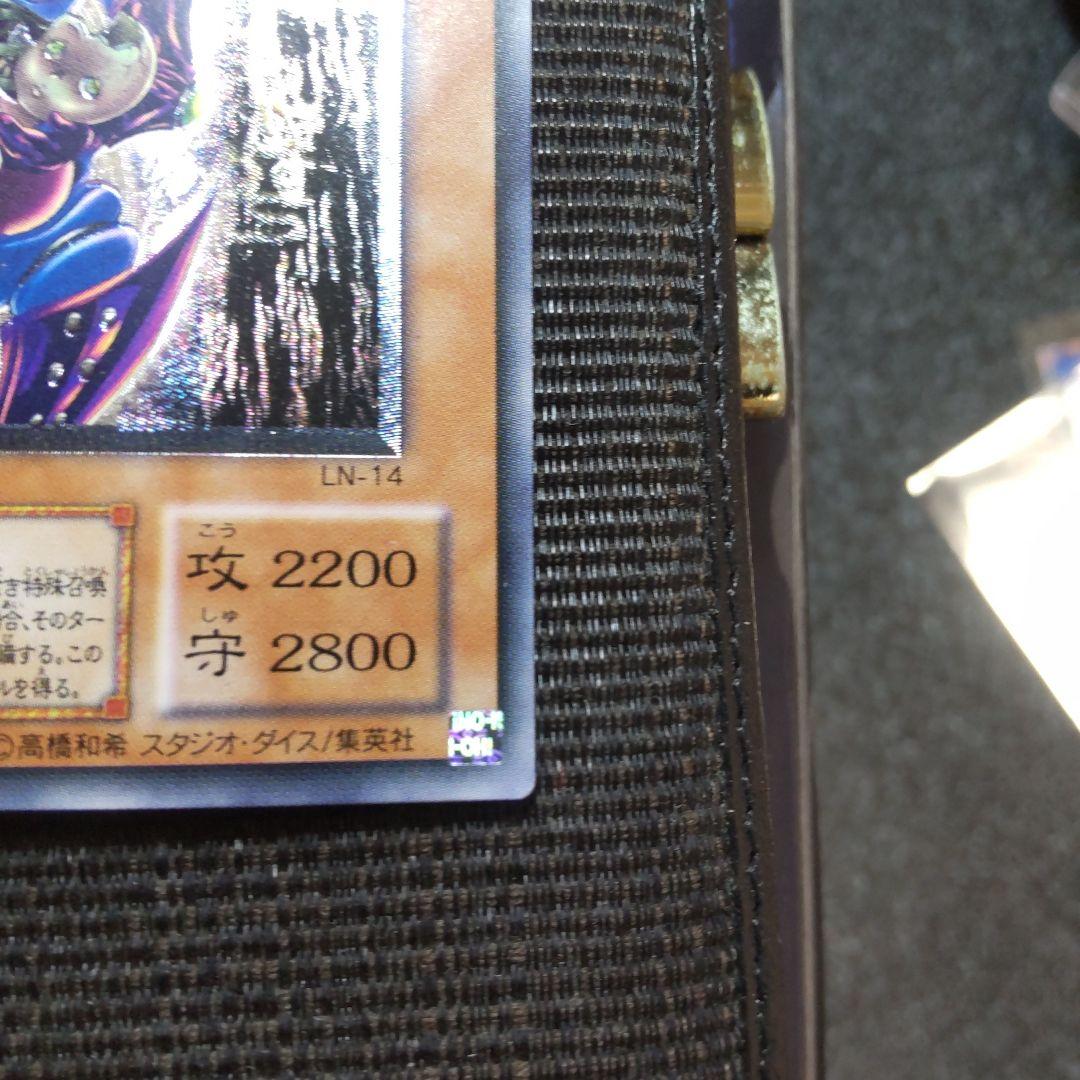 LN-14
こう
攻 2200
しゅ
守 2800
き特殊召喚
合、そのター
する。この
ルを得る。
©高橋和希 スタジオ・ダイス/集英社